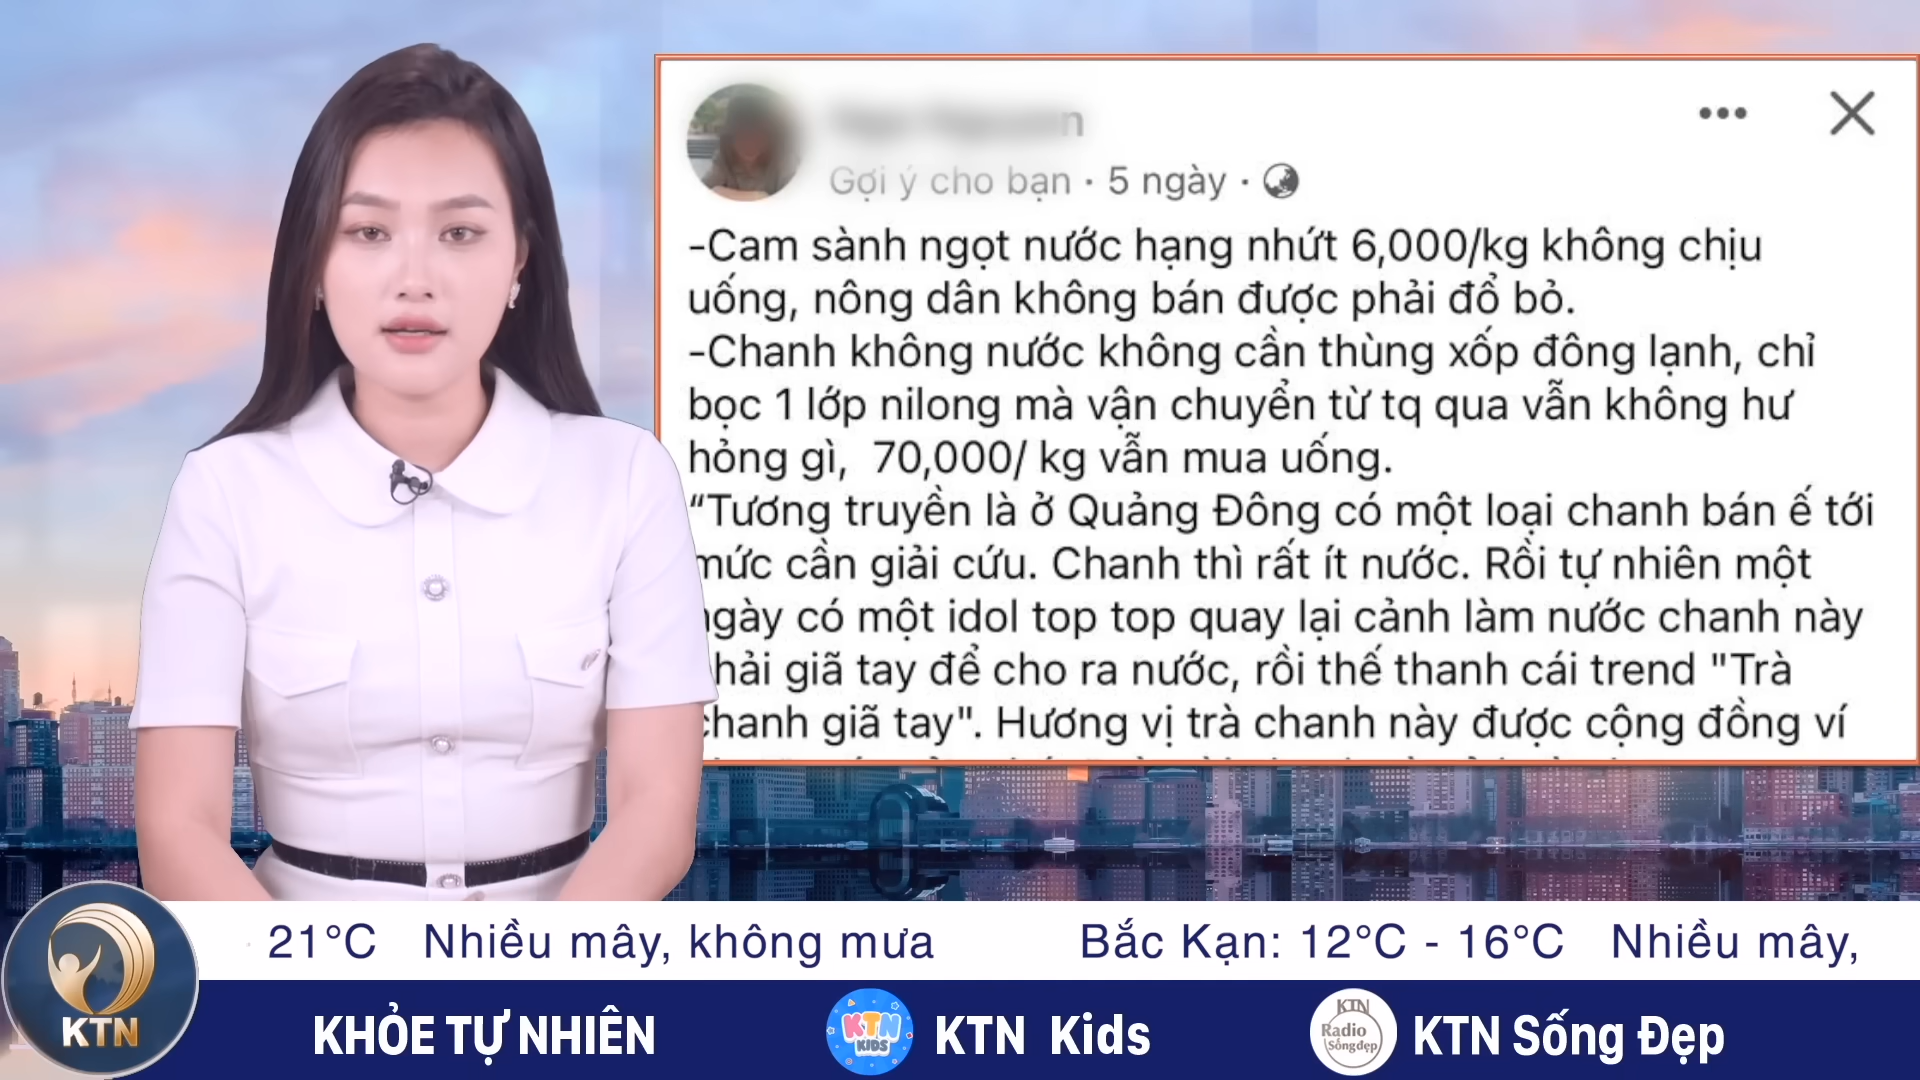 Gợi ý cho bạn · 5 ngày ·
-Cam sành ngọt nước hạng nhứt 6,000/kg không chịu
uống, nông dân không bán được phải đổ bỏ.
-Chanh không nước không cần thùng xốp đông lạnh, chỉ
bọc 1 lớp nilong mà vận chuyển từ tq qua vẫn không hư
hỏng gì, 70,000/ kg vẫn mua uống.
“Tương truyền là ở Quảng Đông có một loại chanh bán ế tới
mức cần giải cứu. Chanh thì rất ít nước. Rồi tự nhiên một
ngày có một idol top top quay lại cảnh làm nước chanh này
phải giã tay để cho ra nước, rồi thế thanh cái trend "Trà
chanh giã tay". Hương vị trà chanh này được cộng đồng ví
21°C Nhiều mây, không mưa Bắc Kạn: 12°C - 16°C Nhiều mây,
KTN
KHỎE TỰ NHIÊN
KTN KIDS
KTN Kids
KTN Radio Sống đẹp
KTN Sống Đẹp